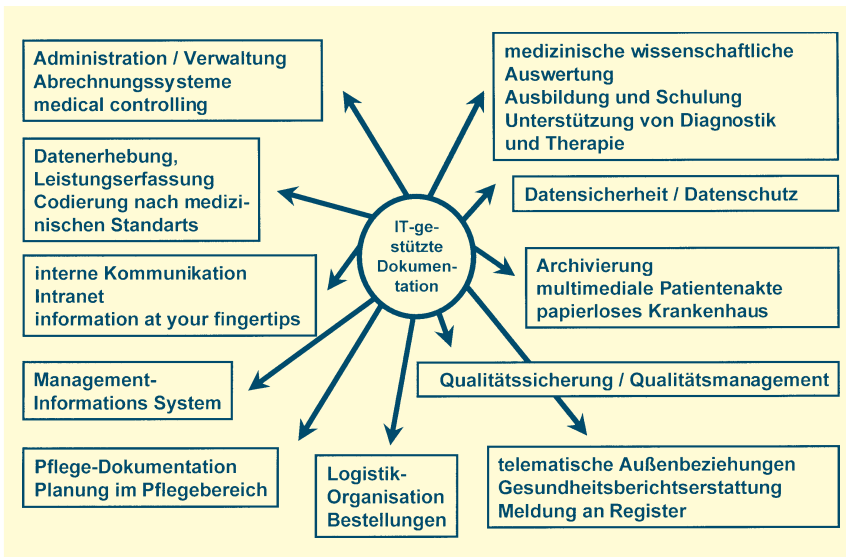 Administration / Verwaltung
Abrechnungssysteme
medical controlling
medizinische wissenschaftliche
Auswertung
Ausbildung und Schulung
Unterstützung von Diagnostik
und Therapie
Datenerhebung,
Leistungserfassung
Codierung nach medizi-
nischen Standarts
Datensicherheit / Datenschutz
IT-ge-
stützte
Dokumen-
tation
interne Kommunikation
Intranet
information at your fingertips
Archivierung
multimediale Patientenakte
papierloses Krankenhaus
Management-
Informations System
Qualitätssicherung / Qualitätsmanagement
Pflege-Dokumentation
Planung im Pflegebereich
Logistik-
Organisation
Bestellungen
telematische Außenbeziehungen
Gesundheitsberichtserstattung
Meldung an Register